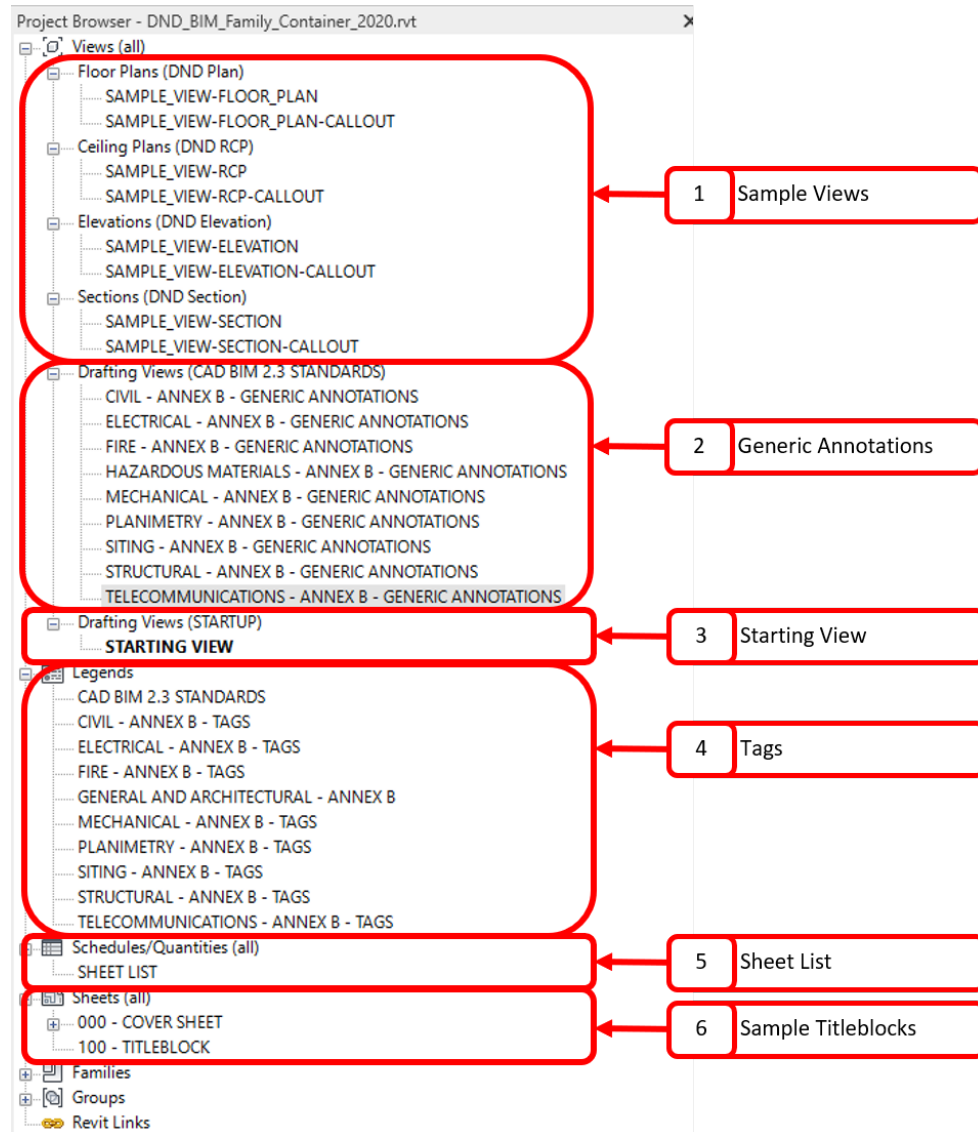 Project Browser - DND_BIM_Family_Container_2020.rvt
Views (all)
Floor Plans (DND Plan)
SAMPLE_VIEW-FLOOR_PLAN
SAMPLE_VIEW-FLOOR_PLAN-CALLOUT
Ceiling Plans (DND RCP)
SAMPLE_VIEW-RCP
SAMPLE_VIEW-RCP-CALLOUT
1 Sample Views
Elevations (DND Elevation)
SAMPLE_VIEW-ELEVATION
SAMPLE_VIEW-ELEVATION-CALLOUT
Sections (DND Section)
SAMPLE_VIEW-SECTION
SAMPLE_VIEW-SECTION-CALLOUT
Drafting Views (CAD BIM 2.3 STANDARDS)
CIVIL - ANNEX B - GENERIC ANNOTATIONS
ELECTRICAL - ANNEX B - GENERIC ANNOTATIONS
FIRE - ANNEX B - GENERIC ANNOTATIONS
2 Generic Annotations
HAZARDOUS MATERIALS - ANNEX B - GENERIC ANNOTATIONS
MECHANICAL - ANNEX B - GENERIC ANNOTATIONS
PLANIMETRY - ANNEX B - GENERIC ANNOTATIONS
SITING - ANNEX B - GENERIC ANNOTATIONS
STRUCTURAL - ANNEX B - GENERIC ANNOTATIONS
TELECOMMUNICATIONS - ANNEX B - GENERIC ANNOTATIONS
Drafting Views (STARTUP)
STARTING VIEW
3 Starting View
Legends
CAD BIM 2.3 STANDARDS
CIVIL - ANNEX B - TAGS
ELECTRICAL - ANNEX B - TAGS
4 Tags
FIRE - ANNEX B - TAGS
GENERAL AND ARCHITECTURAL - ANNEX B
MECHANICAL - ANNEX B - TAGS
PLANIMETRY - ANNEX B - TAGS
SITING - ANNEX B - TAGS
STRUCTURAL - ANNEX B - TAGS
TELECOMMUNICATIONS - ANNEX B - TAGS
Schedules/Quantities (all)
SHEET LIST
5 Sheet List
Sheets (all)
000 - COVER SHEET
100 - TITLEBLOCK
6 Sample Titleblocks
Families
Groups
Revit Links